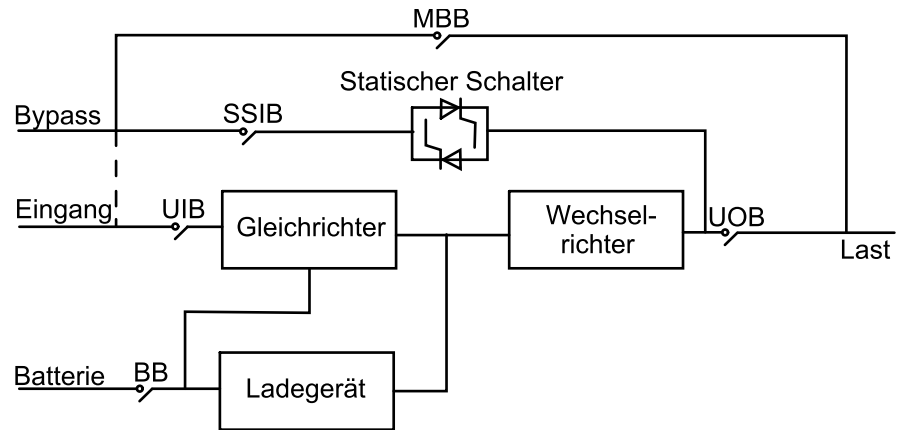 MBB
Statischer Schalter
Bypass
SSIB
Eingang
UIB
Gleichrichter
Wechsel-
richter
UOB
Last
Batterie
BB
Ladegerät